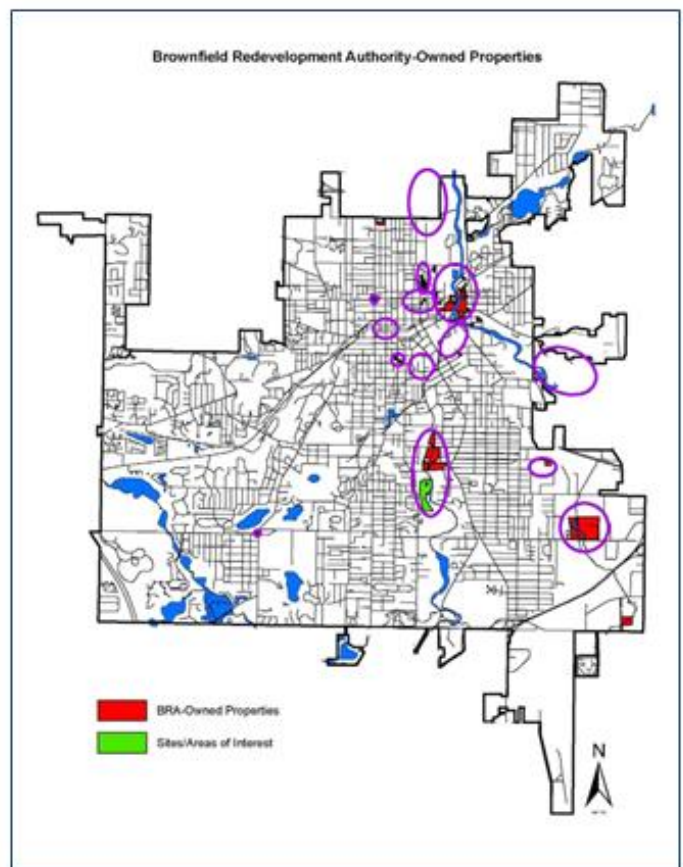 Brownfield Redevelopment Authority-Owned Properties
BRA-Owned Properties
Sites/Areas of Interest
N